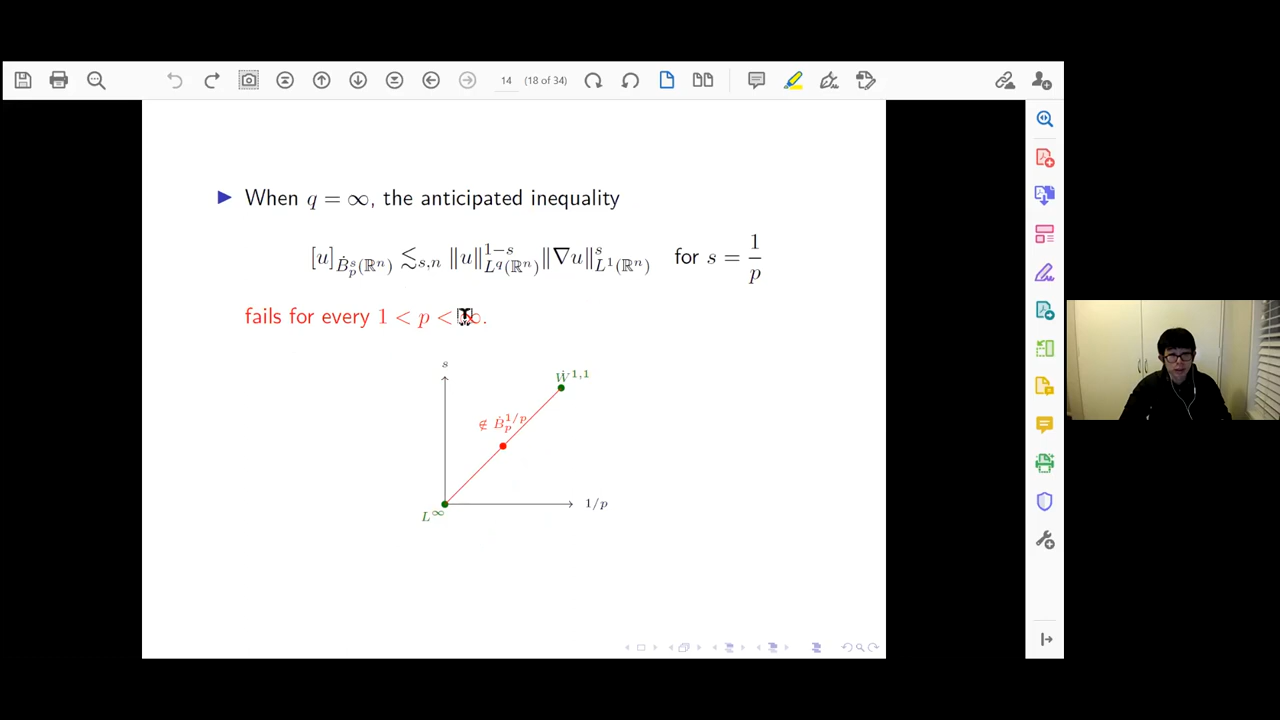 14 (18 of 34)
When q = ∞, the anticipated inequality
[u]_{\dot{B}^s_p(ℝ^n)} ≲_{s,n} ‖u‖^{1−s}_{L^q(ℝ^n)} ‖∇u‖^s_{L^1(ℝ^n)} for s = 1/p
fails for every 1 < p < ∞.
s
\dot{W}^{1,1}
∉ \dot{B}^{1/p}_p
1/p
L^∞